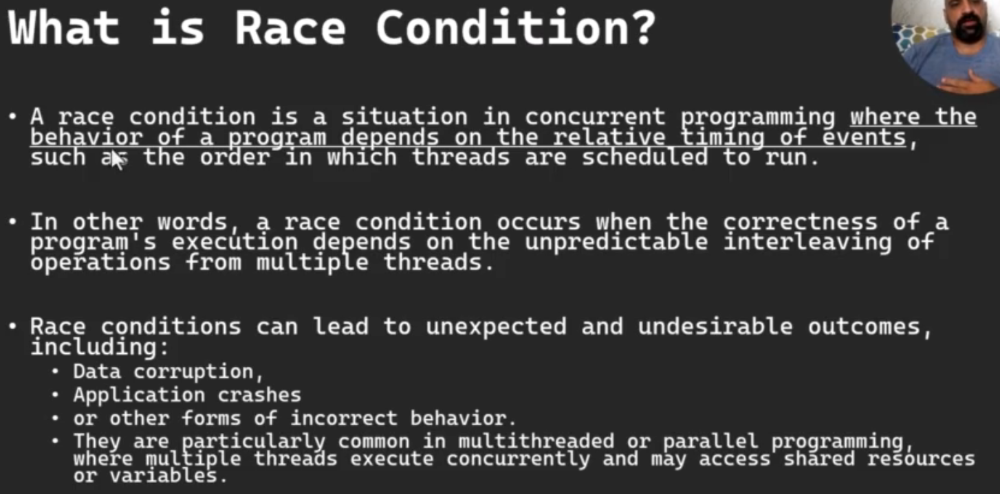 What is Race Condition?
• A race condition is a situation in concurrent programming where the
behavior of a program depends on the relative timing of events,
such as the order in which threads are scheduled to run.
• In other words, a race condition occurs when the correctness of a
program's execution depends on the unpredictable interleaving of
operations from multiple threads.
• Race conditions can lead to unexpected and undesirable outcomes,
including:
• Data corruption,
• Application crashes
• or other forms of incorrect behavior.
• They are particularly common in multithreaded or parallel programming,
where multiple threads execute concurrently and may access shared resources
or variables.